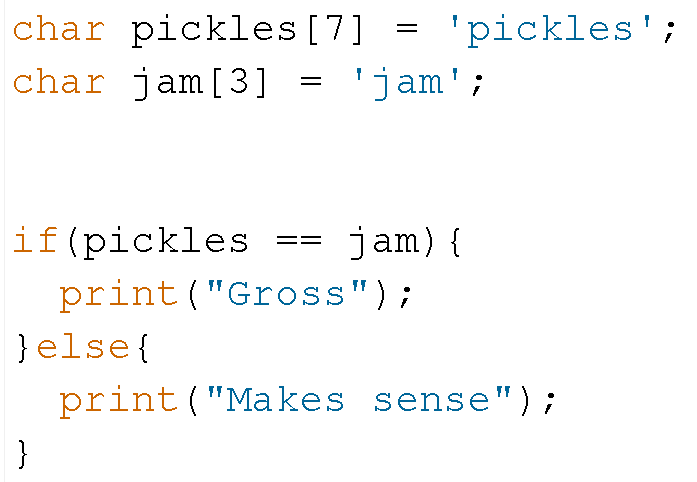 char pickles[7] = 'pickles';
char jam[3] = 'jam';
if(pickles == jam){
  print("Gross");
}else{
  print("Makes sense");
}